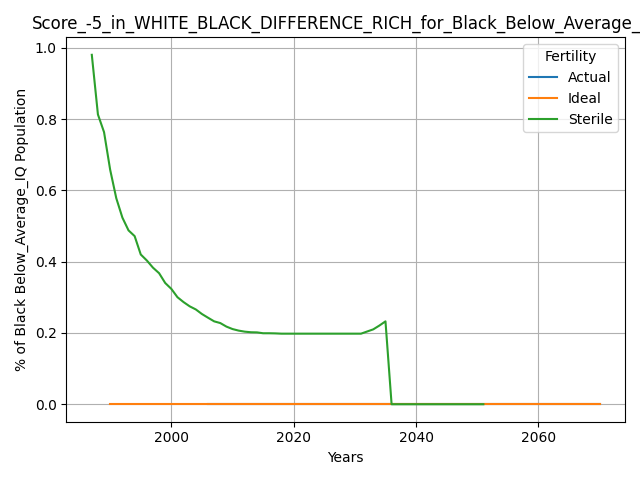 Score_-5_in_WHITE_BLACK_DIFFERENCE_RICH_for_Black_Below_Average_
Fertility
Actual
Ideal
Sterile
% of Black Below_Average_IQ Population
1.0
0.8
0.6
0.4
0.2
0.0
2000
2020
2040
2060
Years